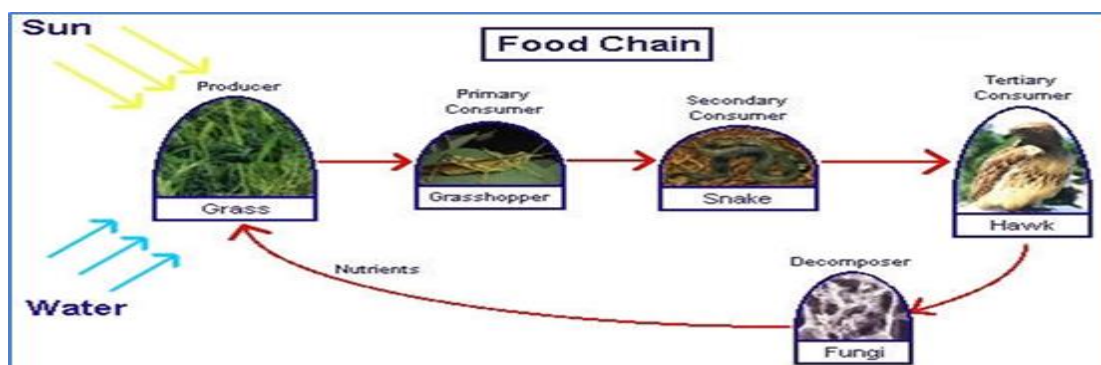 Sun
Food Chain
Producer
Primary
Consumer
Secondary
Consumer
Tertiary
Consumer
Grass
Grasshopper
Snake
Hawk
Nutrients
Decomposer
Water
Fungi